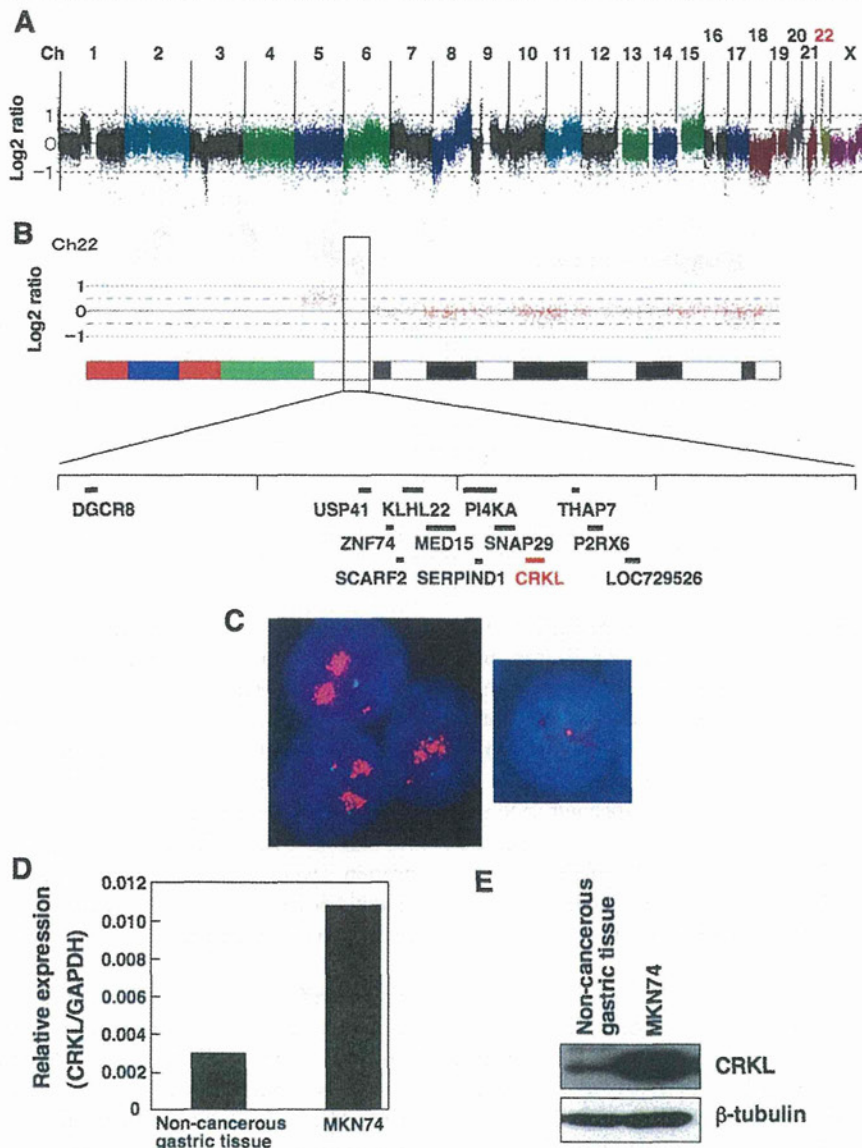 A
Ch 1 2 3 4 5 6 7 8 9 10 11 12 13 14 15 16 17 18 19 20 21 22 X
Log2 ratio
1
0
−1
B
Ch22
Log2 ratio
1
0
−1
DGCR8 USP41 KLHL22 PI4KA THAP7
ZNF74 MED15 SNAP29 P2RX6
SCARF2 SERPIND1 CRKL LOC729526
C
D
Relative expression
(CRKL/GAPDH)
0.012
0.010
0.008
0.006
0.004
0.002
0
Non-cancerous
gastric tissue
MKN74
E
Non-cancerous
gastric tissue
MKN74
CRKL
β-tubulin